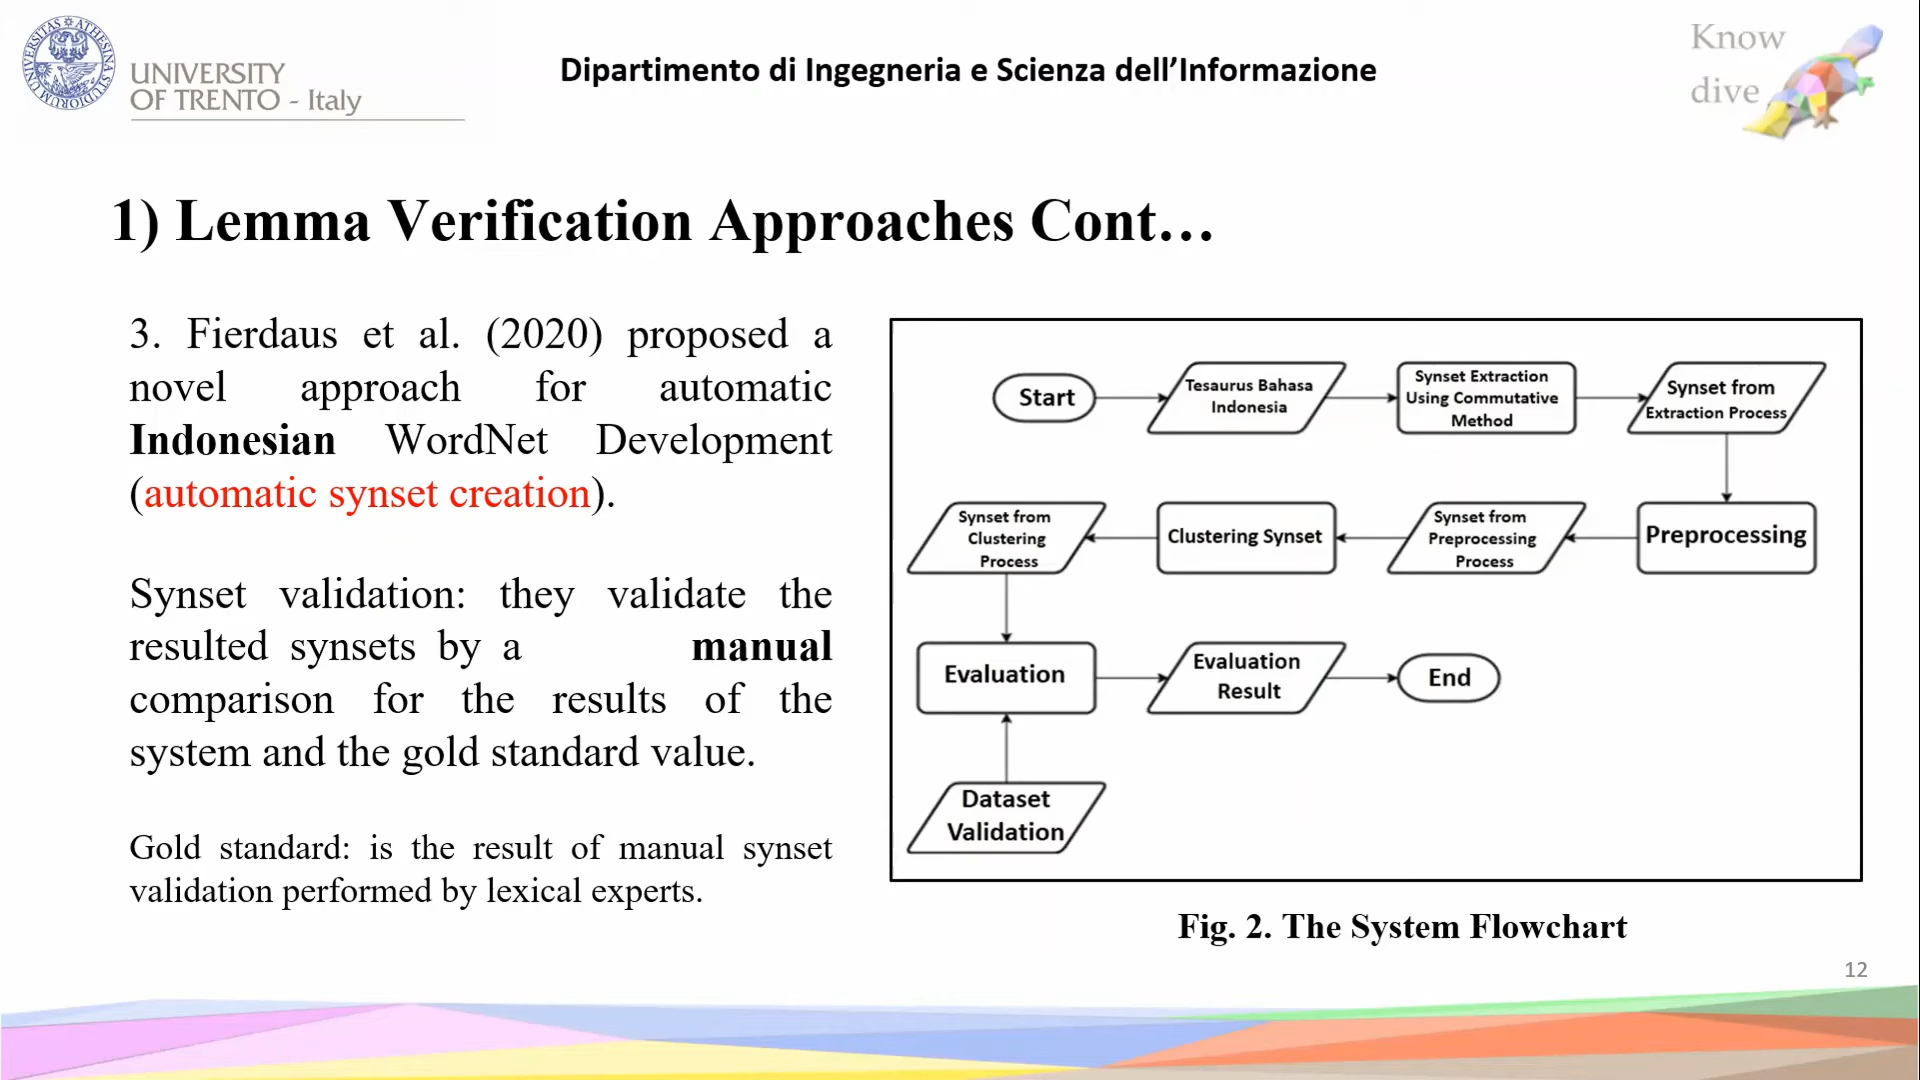 UNIVERSITY
OF TRENTO - Italy
Dipartimento di Ingegneria e Scienza dell’Informazione
Know
dive
1) Lemma Verification Approaches Cont…
3. Fierdaus et al. (2020) proposed a
novel approach for automatic
Indonesian WordNet Development
(automatic synset creation).
Synset validation: they validate the
resulted synsets by a manual
comparison for the results of the
system and the gold standard value.
Gold standard: is the result of manual synset
validation performed by lexical experts.
Start
Tesaurus Bahasa
Indonesia
Synset Extraction
Using Commutative
Method
Synset from
Extraction Process
Preprocessing
Synset from
Preprocessing
Process
Clustering Synset
Synset from
Clustering
Process
Evaluation
Evaluation
Result
End
Dataset
Validation
Fig. 2. The System Flowchart
12